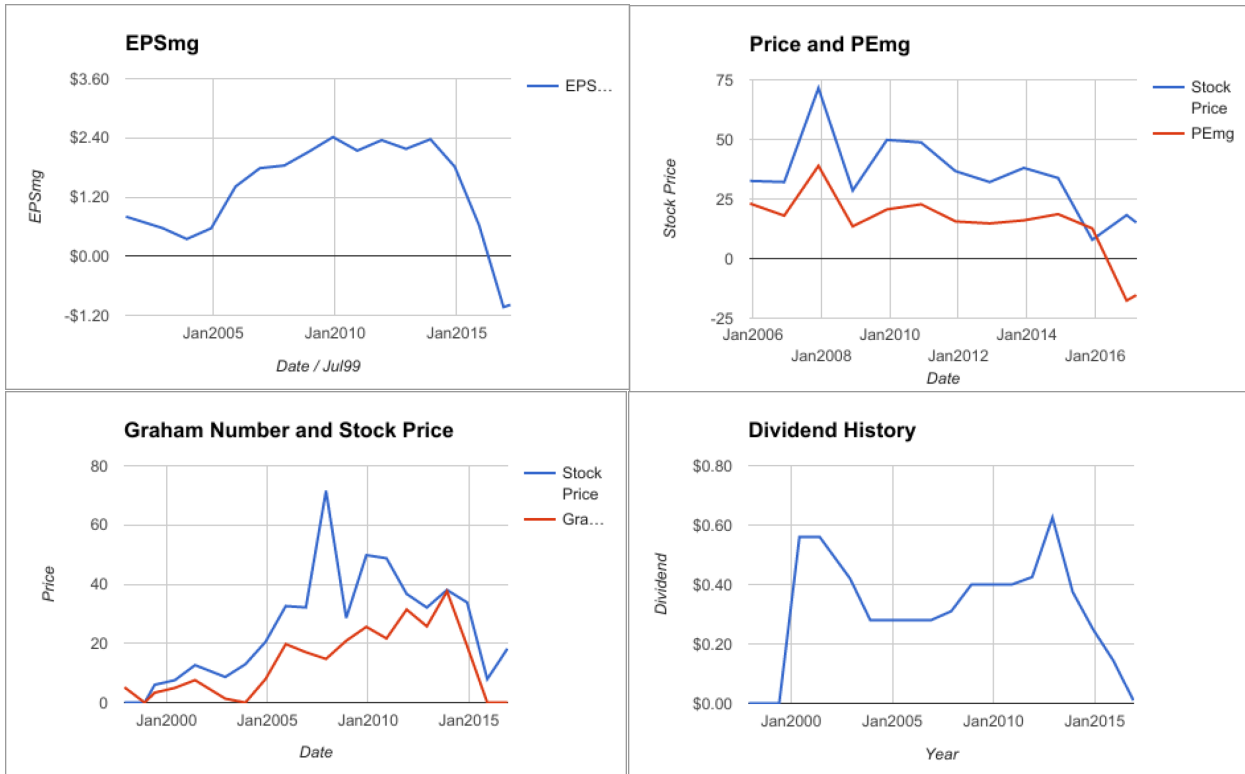 EPSmg
$3.60
$2.40
$1.20
$0.00
-$1.20
EPSmg
Jan2005
Jan2010
Jan2015
Date / Jul99
EPS…
Price and PEmg
75
50
25
0
-25
Stock Price
Jan2006
Jan2008
Jan2010
Jan2012
Jan2014
Jan2016
Date
Stock
Price
PEmg
Graham Number and Stock Price
80
60
40
20
0
Price
Jan2000
Jan2005
Jan2010
Jan2015
Date
Stock
Price
Gra…
Dividend History
$0.80
$0.60
$0.40
$0.20
$0.00
Dividend
Jan2000
Jan2005
Jan2010
Jan2015
Year